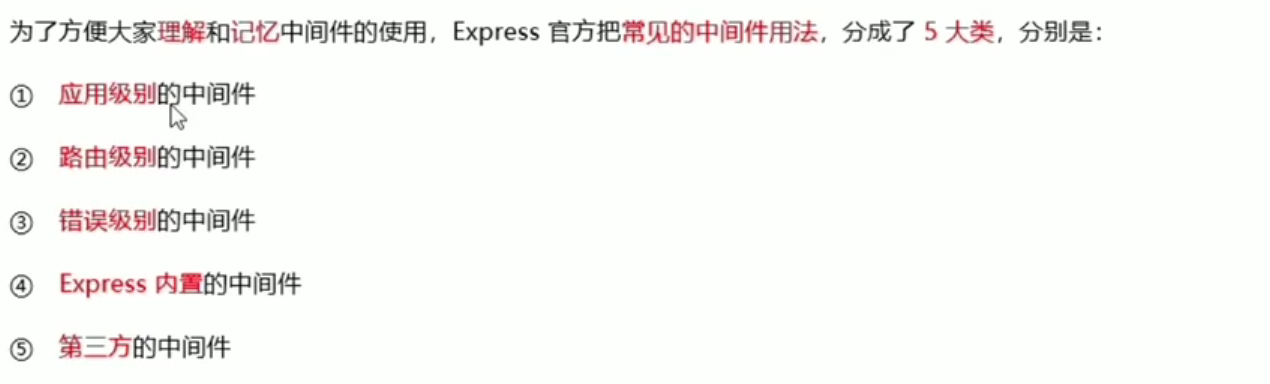 为了方便大家理解和记忆中间件的使用，Express 官方把常见的中间件用法，分成了 5 大类，分别是：
① 应用级别的中间件
② 路由级别的中间件
③ 错误级别的中间件
④ Express 内置的中间件
⑤ 第三方的中间件